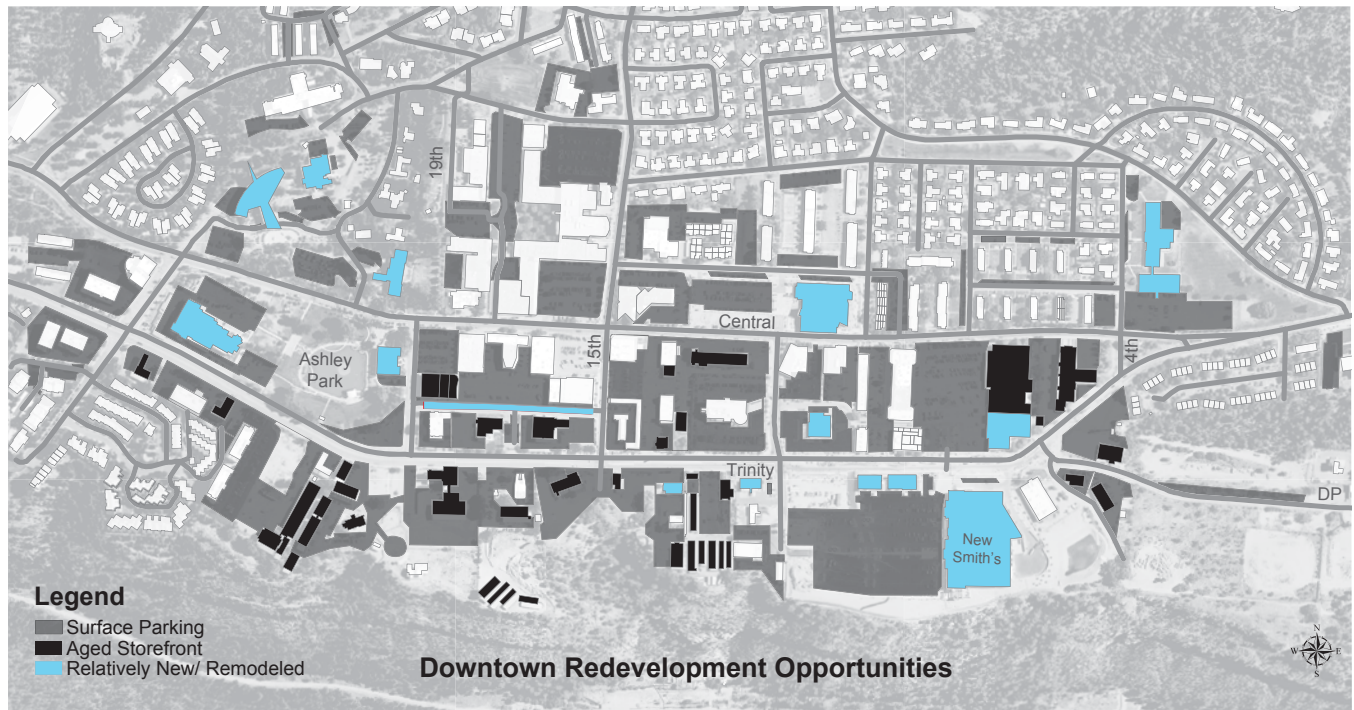 19th
Central
15th
4th
Ashley
Park
Trinity
DP
New
Smith's
Legend
Surface Parking
Aged Storefront
Relatively New/ Remodeled
Downtown Redevelopment Opportunities
N
W
E
S